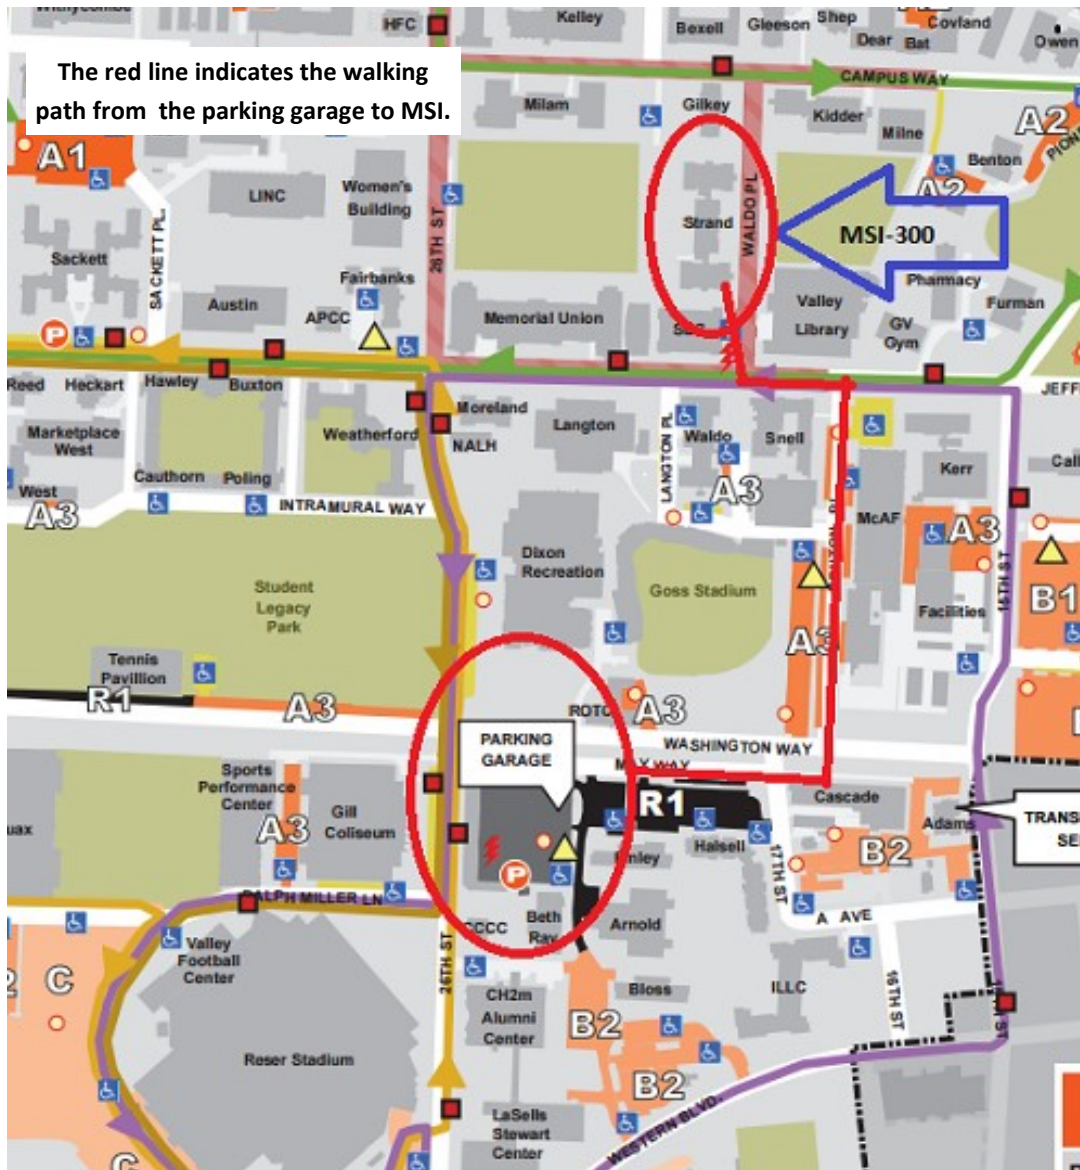 HFC
Kelley
Bexell
Gleeson
Shep
Covland
Dear
Bat
Owen
The red line indicates the walking
path from  the parking garage to MSI.
CAMPUS WAY
Milam
Gilkey
Kidder
Milne
A2
Benton
A1
LINC
Women's
Building
A2
26TH ST
Strand
WALDO PL
MSI-300
SACKETT PL.
Sackett
Fairbanks
Pharmacy
Austin
APCC
Memorial Union
Valley
Library
Furman
GV
Gym
P
Reed
Heckart
Hawley
Buxton
Moreland
Marketplace
West
Weatherford
NALH
Langton
LANGTON PL
Waldo
Snell
Kerr
Cauthorn
Poling
West
A3
INTRAMURAL WAY
A3
McAF
A3
Dixon
Recreation
Goss Stadium
Student
Legacy
Park
Facilities
15TH ST
B1
Tennis
Pavillion
R1
A3
A3
ROTC
A3
WASHINGTON WAY
MAY WAY
PARKING
GARAGE
Sports
Performance
Center
Gill
Coliseum
A3
R1
Cascade
Adams
B2
Halsell
17TH ST
P
RALPH MILLER LN
CCCC
Beth
Ray
Arnold
A AVE
Valley
Football
Center
26TH ST
C
CH2m
Alumni
Center
Bloss
ILLC
16TH ST
B2
Reser Stadium
B2
LaSells
Stewart
Center
WESTERN BLVD.
C